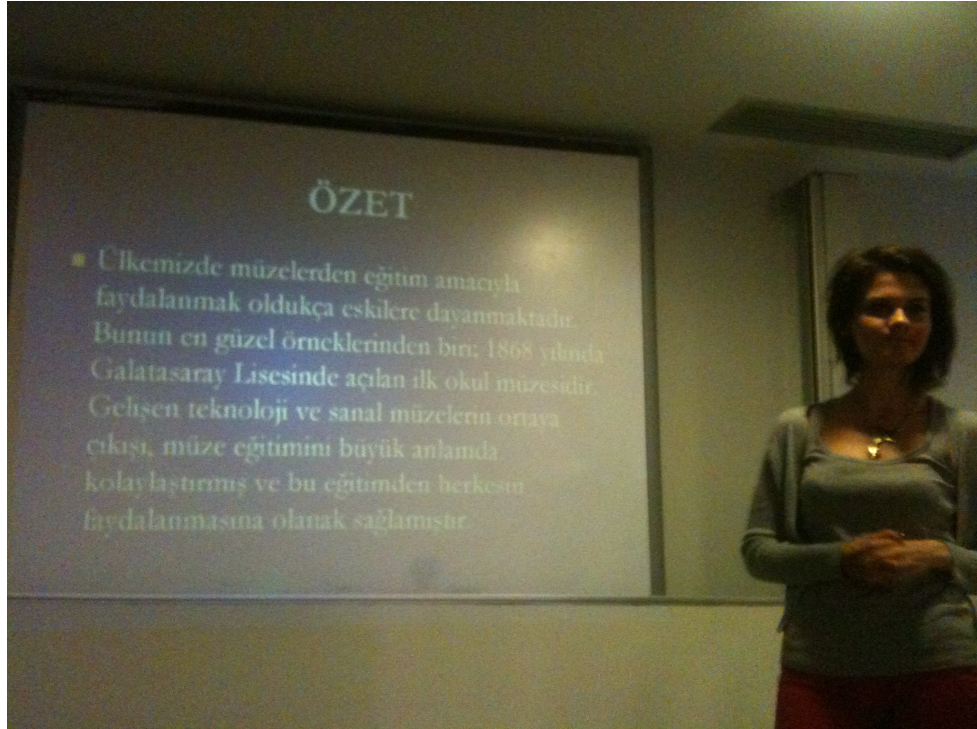 ÖZET
Ülkemizde müzelerden eğitim amacıyla
faydalanmak oldukça eskilere dayanmaktadır.
Bunun en güzel örneklerinden biri; 1868 yılında
Galatasaray Lisesinde açılan ilk okul müzesidir.
Gelişen teknoloji ve sanal müzelerin ortaya
çıkışı, müze eğitimini büyük anlamda
kolaylaştırmış ve bu eğitimden herkesin
faydalanmasına olanak sağlamıştır.